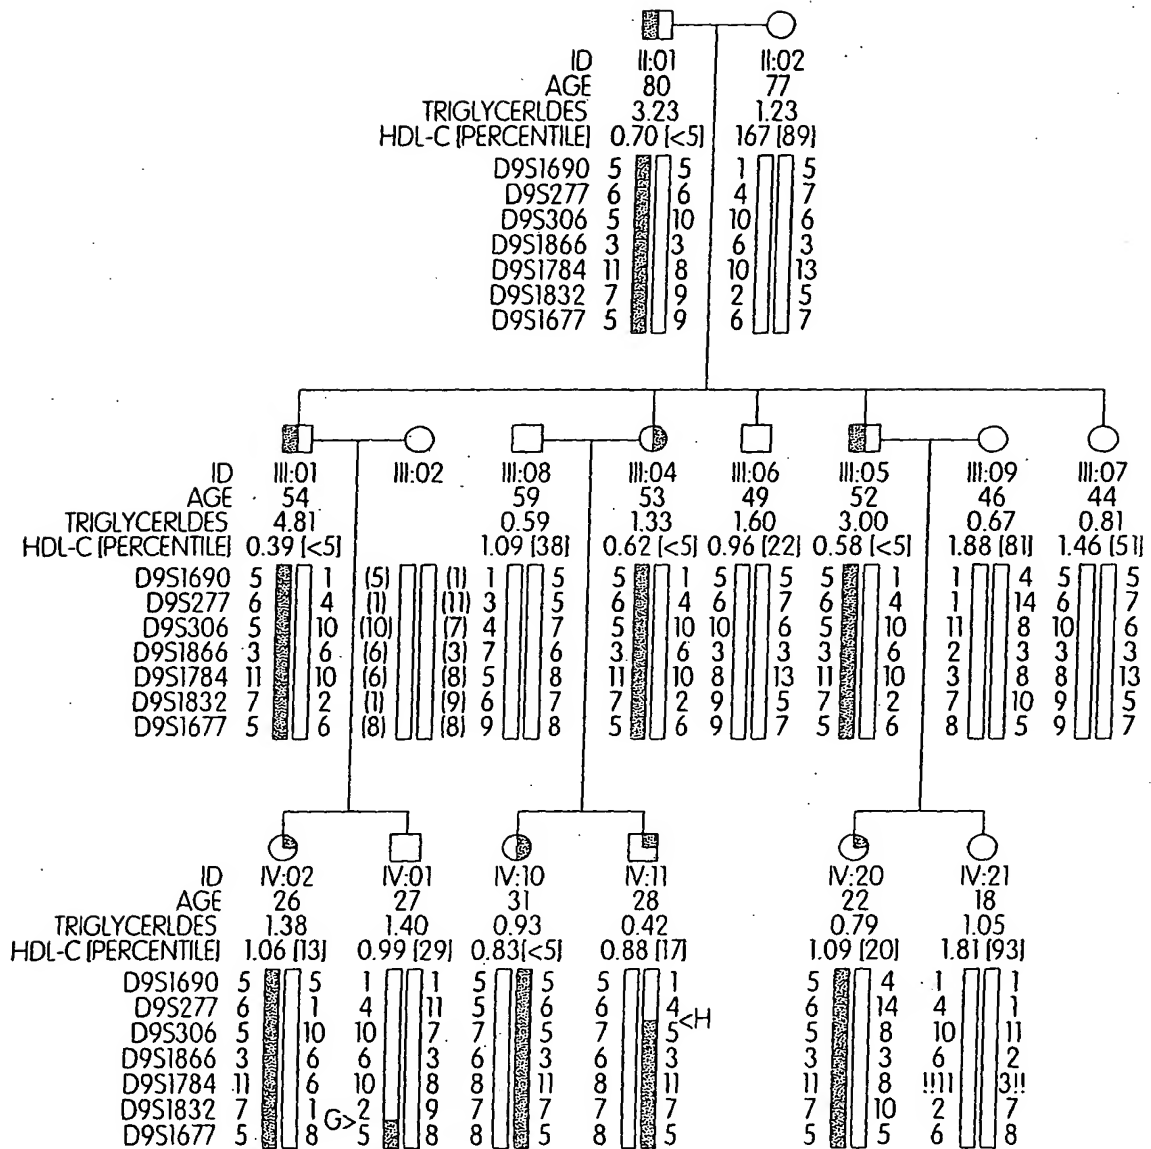 ID II:01 II:02
AGE 80 77
TRIGLYCERLDES 3.23 1.23
HDL-C [PERCENTILE] 0.70 [<5] 167 [89]
D9S1690 5 5 1 5
D9S277 6 6 4 7
D9S306 5 10 10 6
D9S1866 3 3 6 3
D9S1784 11 8 10 13
D9S1832 7 9 2 5
D9S1677 5 9 6 7
ID III:01 III:02 III:08 III:04 III:06 III:05 III:09 III:07
AGE 54 59 53 49 52 46 44
TRIGLYCERLDES 4.81 0.59 1.33 1.60 3.00 0.67 0.81
HDL-C [PERCENTILE] 0.39 [<5] 1.09 [38] 0.62 [<5] 0.96 [22] 0.58 [<5] 1.88 [81] 1.46 [51]
D9S1690 5 1 (5) (1) 1 5 5 1 5 5 5 1 1 4 5 5
D9S277 6 4 (1) (11) 3 5 6 4 6 7 6 4 1 14 6 7
D9S306 5 10 (10) (7) 4 7 5 10 10 6 5 10 11 8 10 6
D9S1866 3 6 (6) (3) 7 6 3 6 3 3 3 6 2 3 3 3
D9S1784 11 10 (6) (8) 5 8 11 10 8 13 11 10 3 8 8 13
D9S1832 7 2 (1) (9) 6 7 7 2 9 5 7 2 7 10 9 5
D9S1677 5 6 (8) (8) 9 8 5 6 9 7 5 6 8 5 9 7
ID IV:02 IV:01 IV:10 IV:11 IV:20 IV:21
AGE 26 27 31 28 22 18
TRIGLYCERLDES 1.38 1.40 0.93 0.42 0.79 1.05
HDL-C [PERCENTILE] 1.06 [13] 0.99 [29] 0.83[<5] 0.88 [17] 1.09 [20] 1.81 [93]
D9S1690 5 5 1 1 5 5 5 1 5 4 1 1
D9S277 6 1 4 11 5 6 6 4 6 14 4 1
<H
D9S306 5 10 10 7 7 5 7 5 5 8 10 11
D9S1866 3 6 6 3 6 3 6 3 3 3 6 2
D9S1784 11 6 10 8 8 11 8 11 11 8 !!11 3!!
D9S1832 7 1 2 9 7 7 7 7 7 10 2 7
G>
D9S1677 5 8 5 8 8 5 8 5 5 5 6 8